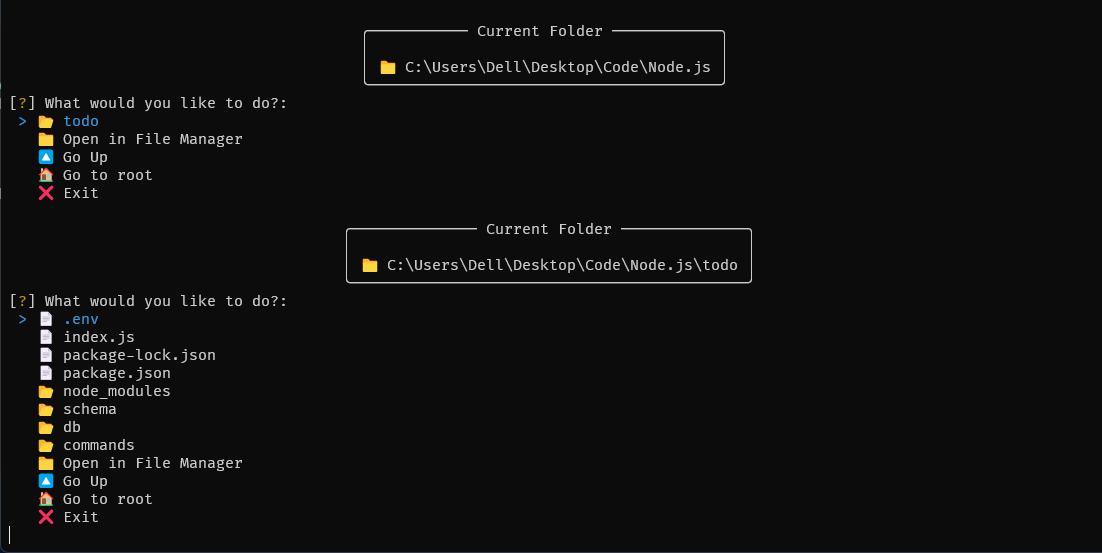 Current Folder
C:\Users\Dell\Desktop\Code\Node.js
[?] What would you like to do?:
> todo
Open in File Manager
Go Up
Go to root
Exit
Current Folder
C:\Users\Dell\Desktop\Code\Node.js\todo
[?] What would you like to do?:
> .env
index.js
package-lock.json
package.json
node_modules
schema
db
commands
Open in File Manager
Go Up
Go to root
Exit